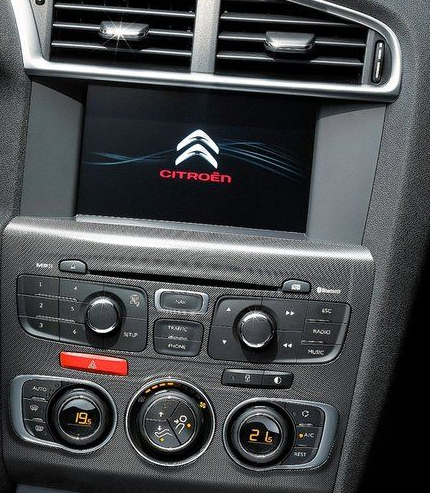 CITROËN
MP3
Bluetooth
1 4
2 5
3 6
SETUP
NAV
TRAFFIC
PHONE
ESC
RADIO
MUSIC
AUTO
19.5
21.5
A/C
REST